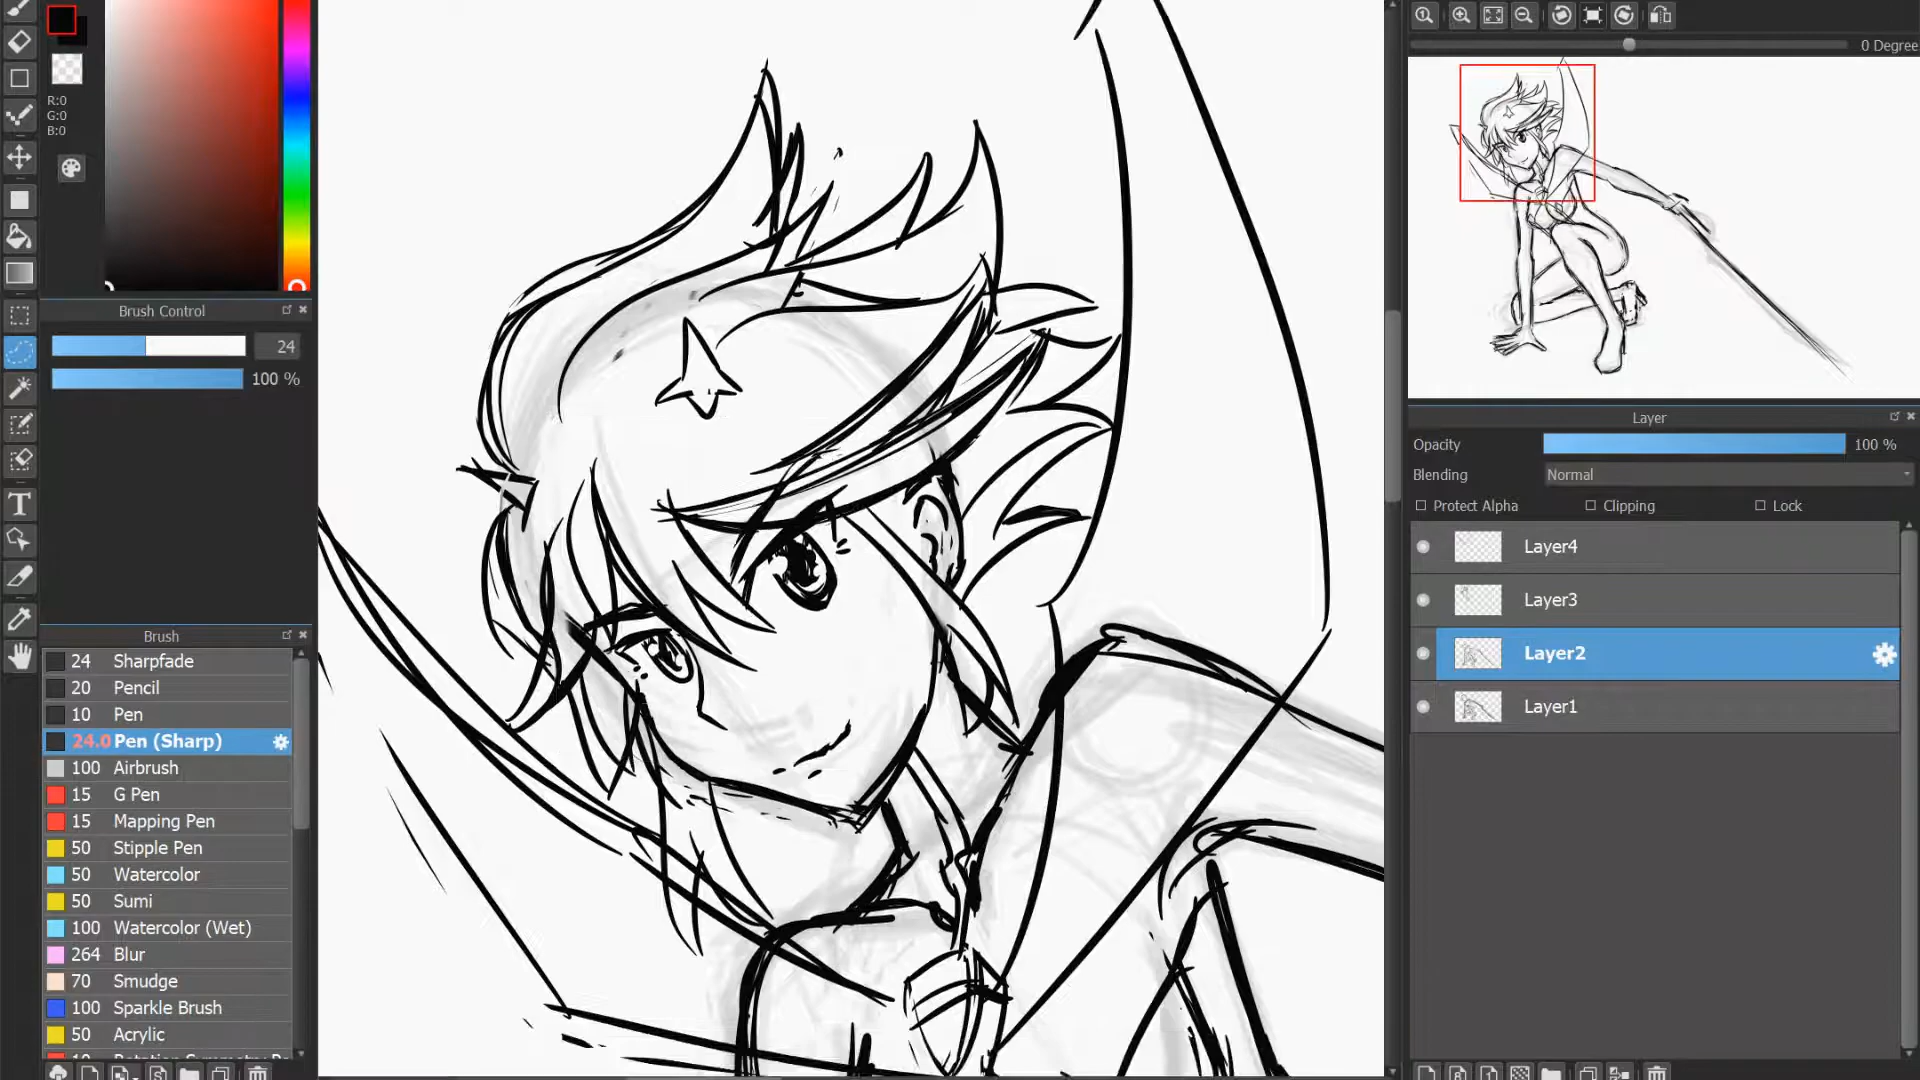 R:0
G:0
B:0
Brush Control
24
100 %
Brush
24 Sharpfade
20 Pencil
10 Pen
24.0 Pen (Sharp)
100 Airbrush
15 G Pen
15 Mapping Pen
50 Stipple Pen
50 Watercolor
50 Sumi
100 Watercolor (Wet)
264 Blur
70 Smudge
100 Sparkle Brush
50 Acrylic
0 Degree
Layer
Opacity 100 %
Blending Normal
Protect Alpha Clipping Lock
Layer4
Layer3
Layer2
Layer1